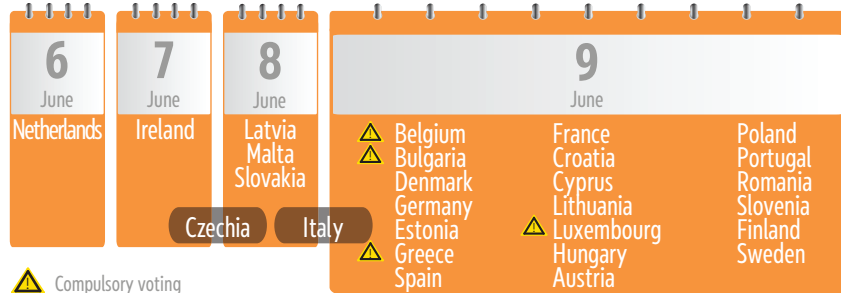 6
June
Netherlands
7
June
Ireland
8
June
Latvia
Malta
Slovakia
Czechia
Italy
9
June
Belgium
Bulgaria
Denmark
Germany
Estonia
Greece
Spain
France
Croatia
Cyprus
Lithuania
Luxembourg
Hungary
Austria
Poland
Portugal
Romania
Slovenia
Finland
Sweden
Compulsory voting